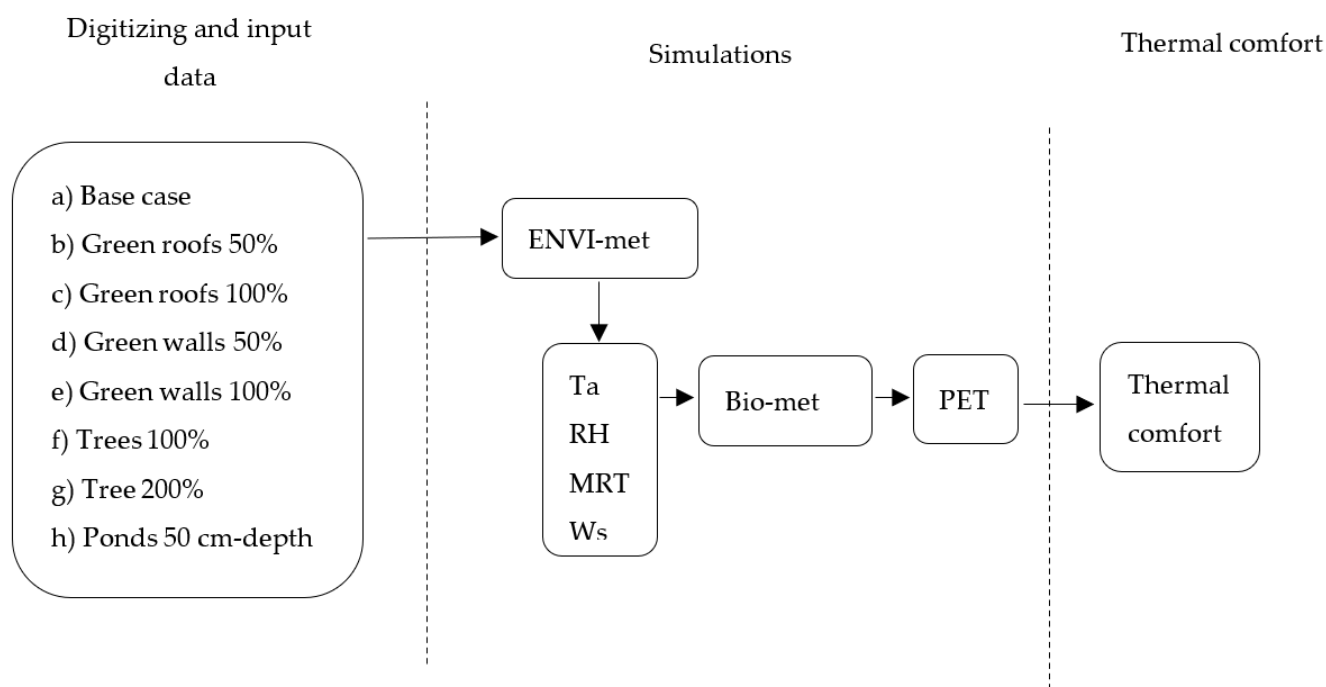 Digitizing and input
data
Simulations
Thermal comfort
a) Base case
b) Green roofs 50%
c) Green roofs 100%
d) Green walls 50%
e) Green walls 100%
f) Trees 100%
g) Tree 200%
h) Ponds 50 cm-depth
ENVI-met
Ta
RH
MRT
Ws
Bio-met
PET
Thermal
comfort